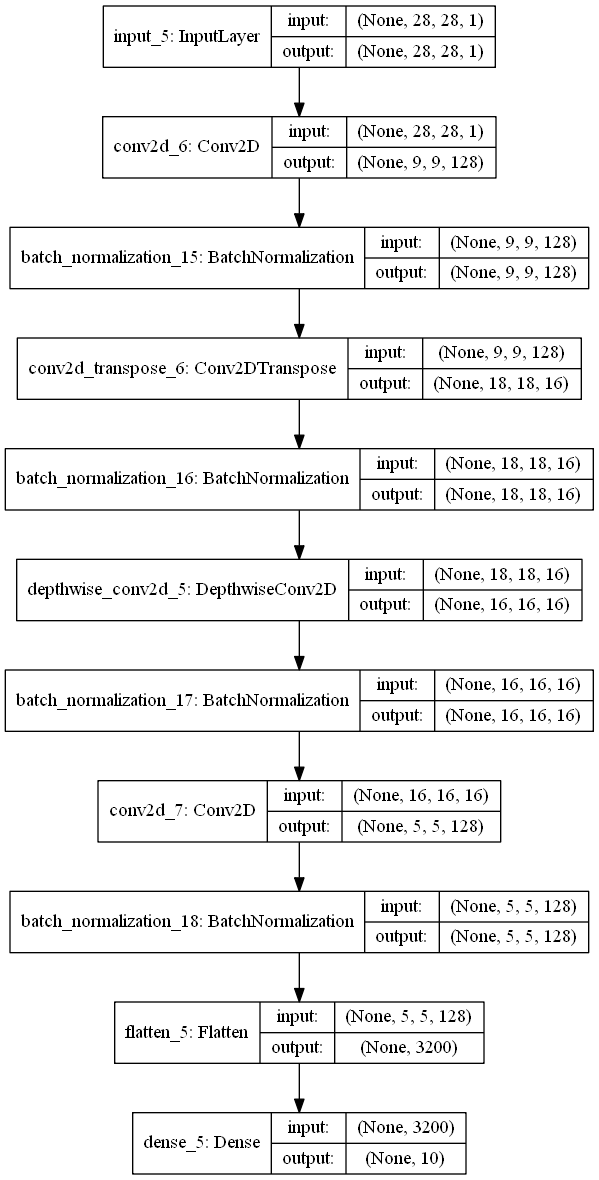 input_5: InputLayer
input: (None, 28, 28, 1)
output: (None, 28, 28, 1)
conv2d_6: Conv2D
input: (None, 28, 28, 1)
output: (None, 9, 9, 128)
batch_normalization_15: BatchNormalization
input: (None, 9, 9, 128)
output: (None, 9, 9, 128)
conv2d_transpose_6: Conv2DTranspose
input: (None, 9, 9, 128)
output: (None, 18, 18, 16)
batch_normalization_16: BatchNormalization
input: (None, 18, 18, 16)
output: (None, 18, 18, 16)
depthwise_conv2d_5: DepthwiseConv2D
input: (None, 18, 18, 16)
output: (None, 16, 16, 16)
batch_normalization_17: BatchNormalization
input: (None, 16, 16, 16)
output: (None, 16, 16, 16)
conv2d_7: Conv2D
input: (None, 16, 16, 16)
output: (None, 5, 5, 128)
batch_normalization_18: BatchNormalization
input: (None, 5, 5, 128)
output: (None, 5, 5, 128)
flatten_5: Flatten
input: (None, 5, 5, 128)
output: (None, 3200)
dense_5: Dense
input: (None, 3200)
output: (None, 10)